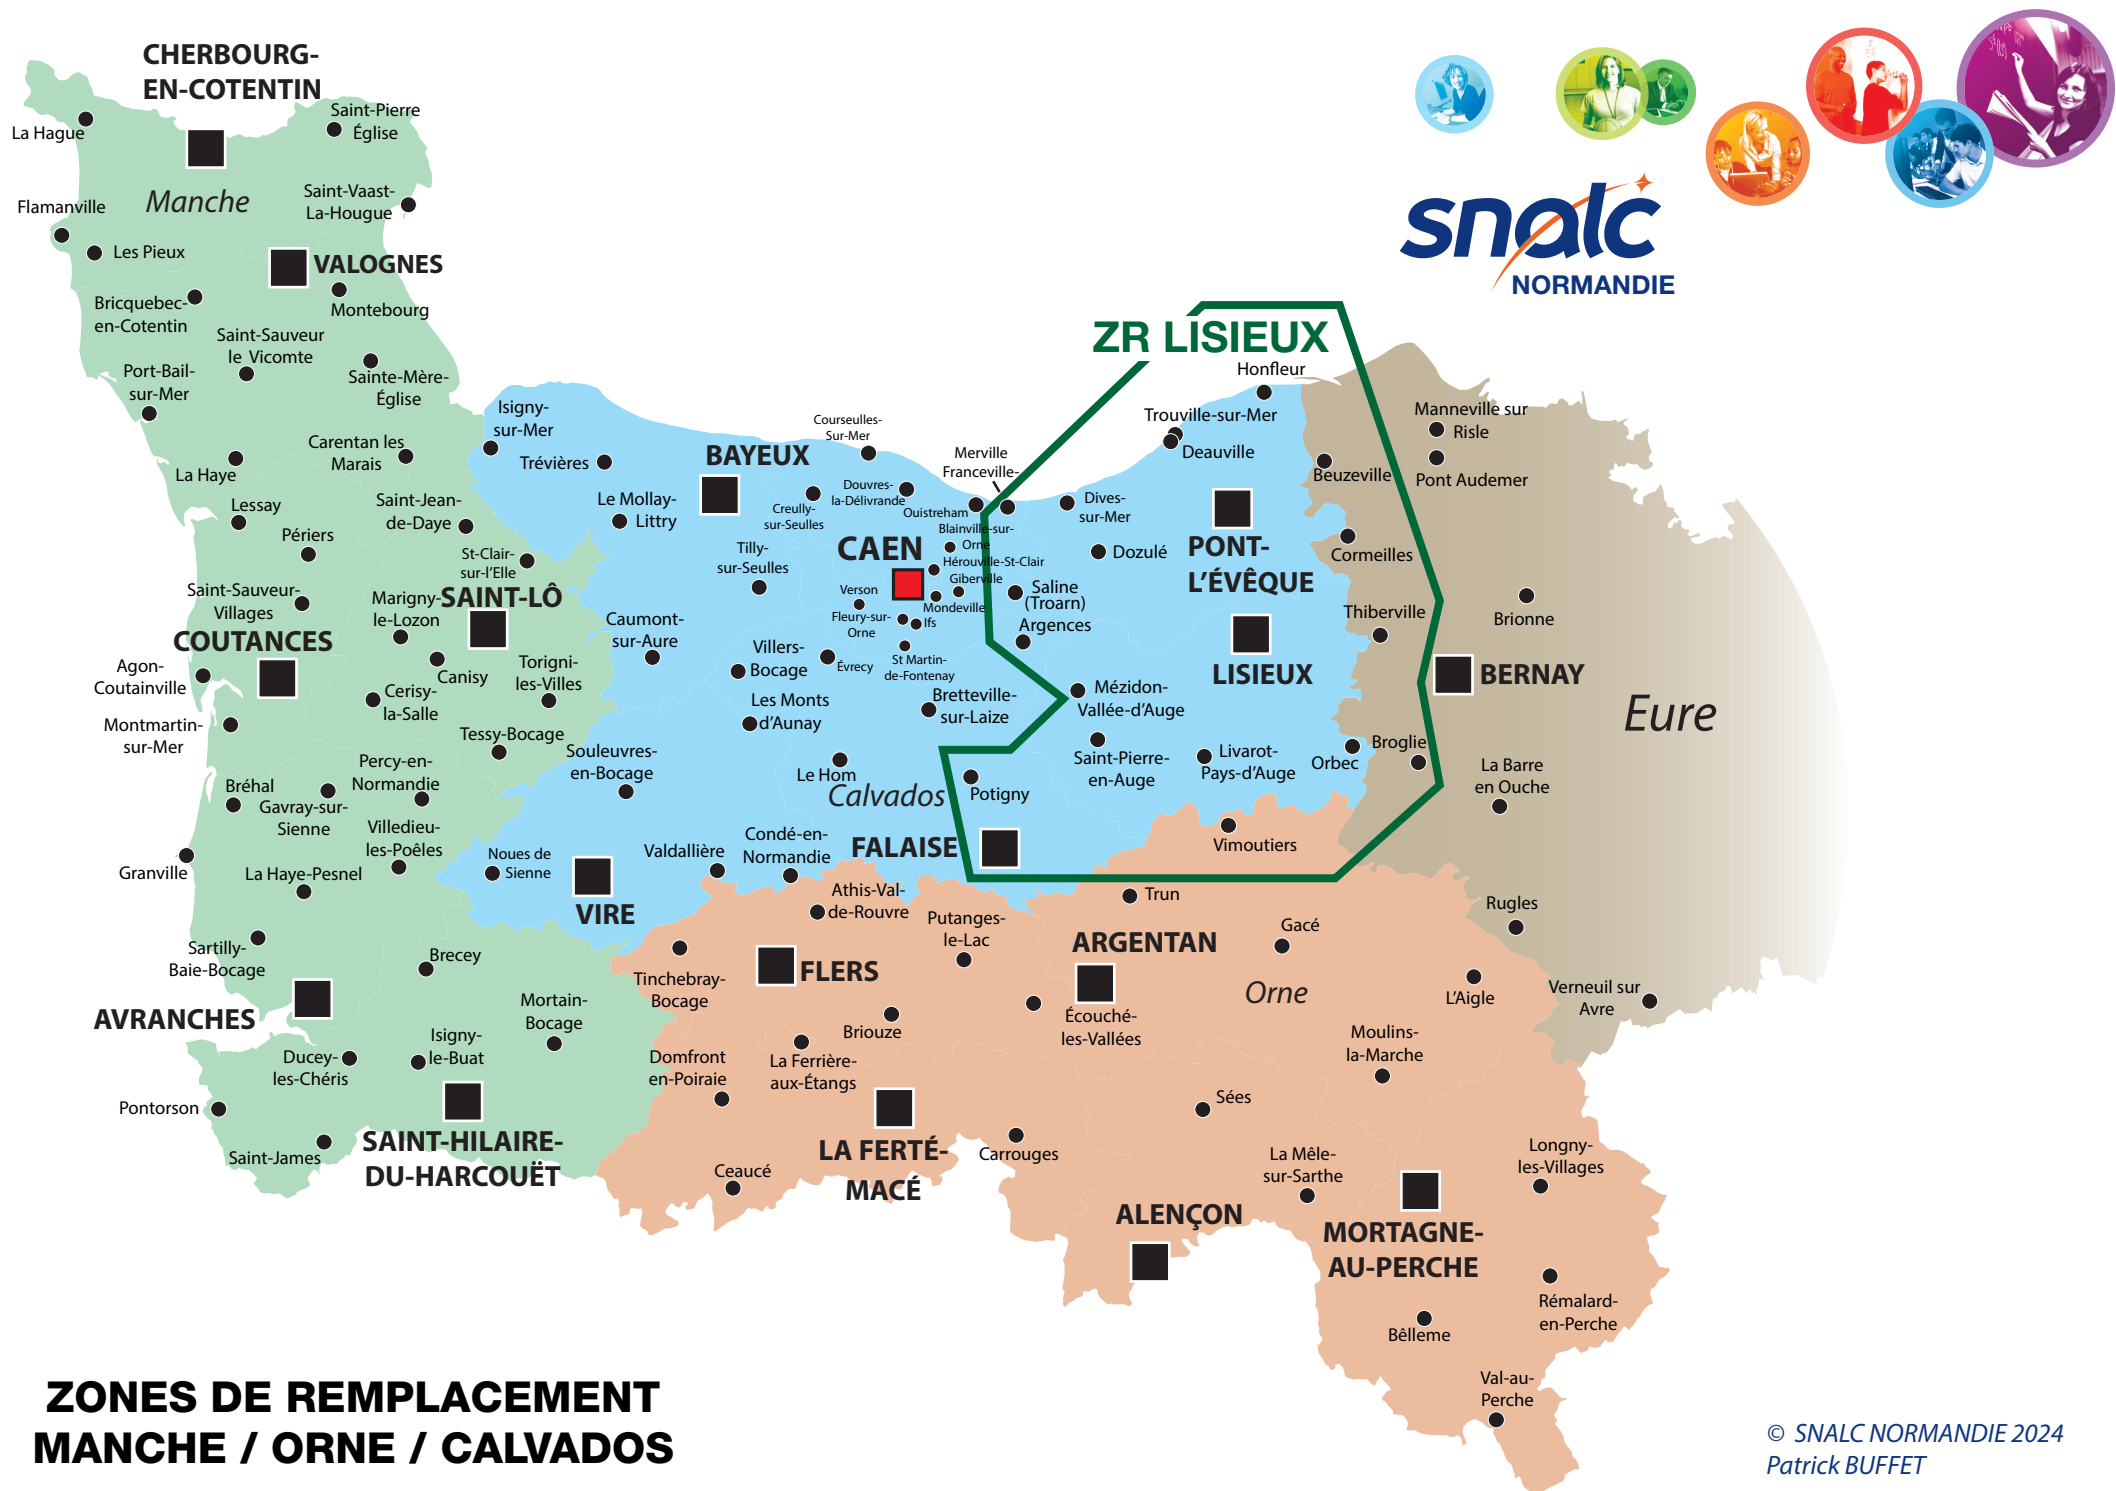 CHERBOURG-
EN-COTENTIN
Saint-Pierre
Église
La Hague
Manche
Saint-Vaast-
La-Hougue
Flamanville
Les Pieux
VALOGNES
Bricquebec-
en-Cotentin
Montebourg
Saint-Sauveur
le Vicomte
Port-Bail-
sur-Mer
Sainte-Mère-
Église
Carentan les
Marais
La Haye
Lessay
Saint-Jean-
de-Daye
Périers
St-Clair-
sur-l'Elle
Saint-Sauveur-
Villages
Marigny-
le-Lozon
SAINT-LÔ
COUTANCES
Agon-
Coutainville
Canisy
Torigni-
les-Villes
Cerisy-
la-Salle
Montmartin-
sur-Mer
Tessy-Bocage
Percy-en-
Normandie
Bréhal
Gavray-sur-
Sienne
Villedieu-
les-Poêles
Granville
La Haye-Pesnel
Sartilly-
Baie-Bocage
Brecey
AVRANCHES
Mortain-
Bocage
Isigny-
le-Buat
Ducey-
les-Chéris
Pontorson
Saint-James
SAINT-HILAIRE-
DU-HARCOUËT
Isigny-
sur-Mer
Trévières
BAYEUX
Le Mollay-
Littry
Courseulles-
Sur-Mer
Creully-
sur-Seulles
Douvres-
la-Délivrande
Merville
Franceville-
Ouistreham
Blainville-sur-
Orne
CAEN
Hérouville-St-Clair
Giberville
Mondeville
Tilly-
sur-Seulles
Verson
Fleury-sur-
Orne
Ifs
St Martin-
de-Fontenay
Évrecy
Caumont-
sur-Aure
Villers-
Bocage
Les Monts
d'Aunay
Bretteville-
sur-Laize
Souleuvres-
en-Bocage
Le Hom
Calvados
Potigny
Condé-en-
Normandie
Valdallière
FALAISE
Noues de
Sienne
VIRE
ZR LISIEUX
Honfleur
Trouville-sur-Mer
Deauville
Dives-
sur-Mer
Dozulé
PONT-
L'ÉVÊQUE
Saline
(Troarn)
Argences
LISIEUX
Mézidon-
Vallée-d'Auge
Saint-Pierre-
en-Auge
Livarot-
Pays-d'Auge
Orbec
Vimoutiers
Beuzeville
Cormeilles
Thiberville
Broglie
Manneville sur
Risle
Pont Audemer
Brionne
BERNAY
Eure
La Barre
en Ouche
Rugles
Verneuil sur
Avre
Athis-Val-
de-Rouvre
Putanges-
le-Lac
Trun
Gacé
ARGENTAN
Orne
L'Aigle
Tinchebray-
Bocage
FLERS
Briouze
Écouché-
les-Vallées
Moulins-
la-Marche
Domfront
en-Poiraie
La Ferrière-
aux-Étangs
Sées
LA FERTÉ-
MACÉ
Carrouges
Ceaucé
La Mêle-
sur-Sarthe
Longny-
les-Villages
ALENÇON
MORTAGNE-
AU-PERCHE
Rémalard-
en-Perche
Bêlleme
Val-au-
Perche
snalc
NORMANDIE
ZONES DE REMPLACEMENT
MANCHE / ORNE / CALVADOS
© SNALC NORMANDIE 2024
Patrick BUFFET